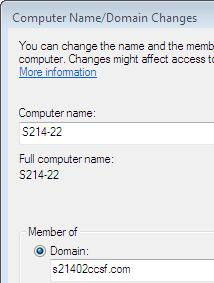 Computer Name/Domain Changes
You can change the name and the memb
computer. Changes might affect access to
More information
Computer name:
S214-22
Full computer name:
S214-22
Member of
Domain:
s21402ccsf.com